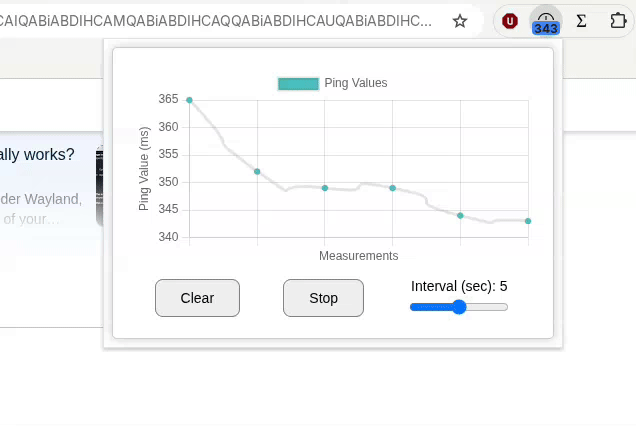 CAIQABiABDIHCAMQABiABDIHCAQQABiABDIHCAUQABiABDIHC...
343
Σ
ally works?
der Wayland,
of your...
Ping Values
365
360
355
350
345
340
Ping Value (ms)
Measurements
Clear
Stop
Interval (sec): 5